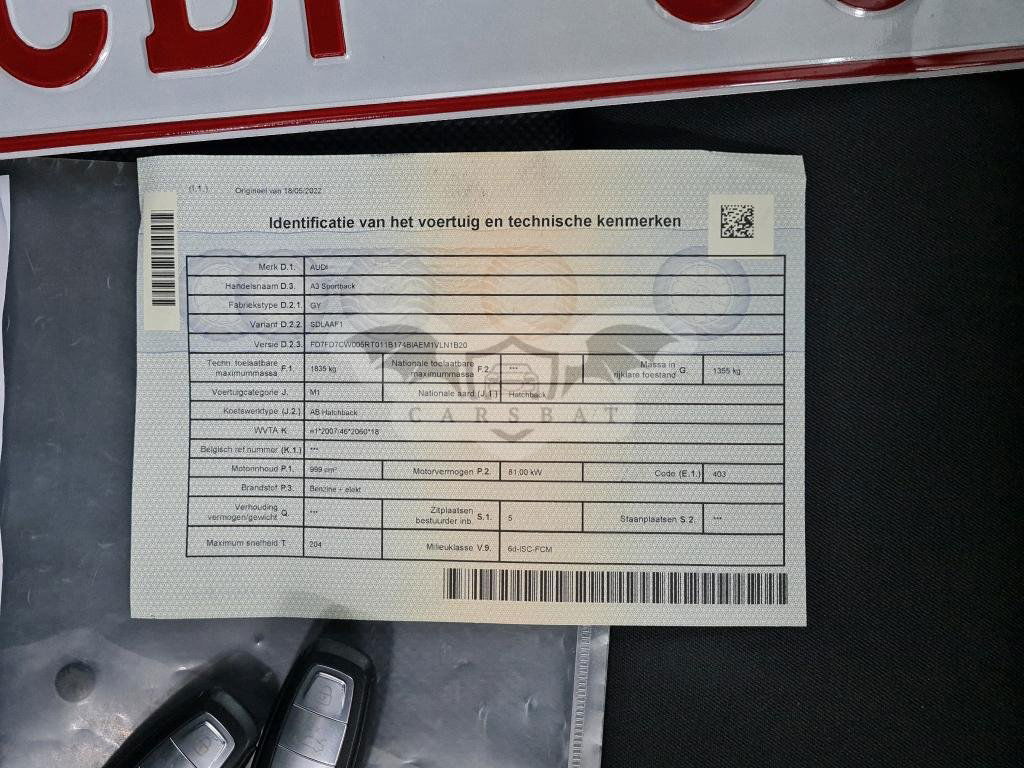 CBF
(I.1.) Origineel van 18/05/2022
Identificatie van het voertuig en technische kenmerken
Merk D.1. AUDI
Handelsnaam D.3. A3 Sportback
Fabriekstype D.2.1. GY
Variant D.2.2. SDLAAF1
Versie D.2.3. FD7FD7CW005RT011B174BIAEM1VLN1B20
Techn. toelaatbare maximummassa F.1. 1835 kg Nationale toelaatbare maximummassa F.2. *** Massa in rijklare toestand G. 1355 kg
Voertuigcategorie J. M1 Nationale aard (J.1.) Hatchback
Koetswerktype (J.2.) AB Hatchback
WVTA K. e1*2007/46*2060*18
Belgisch ref.nummer (K.1.) ***
Motorinhoud P.1. 999 cm³ Motorvermogen P.2. 81,00 kW Code (E.1.) 403
Brandstof P.3. Benzine + elekt
Verhouding vermogen/gewicht Q. *** Zitplaatsen bestuurder inb. S.1. 5 Staanplaatsen S.2. ***
Maximum snelheid T. 204 Milieuklasse V.9. 6d-ISC-FCM
CARSBAT